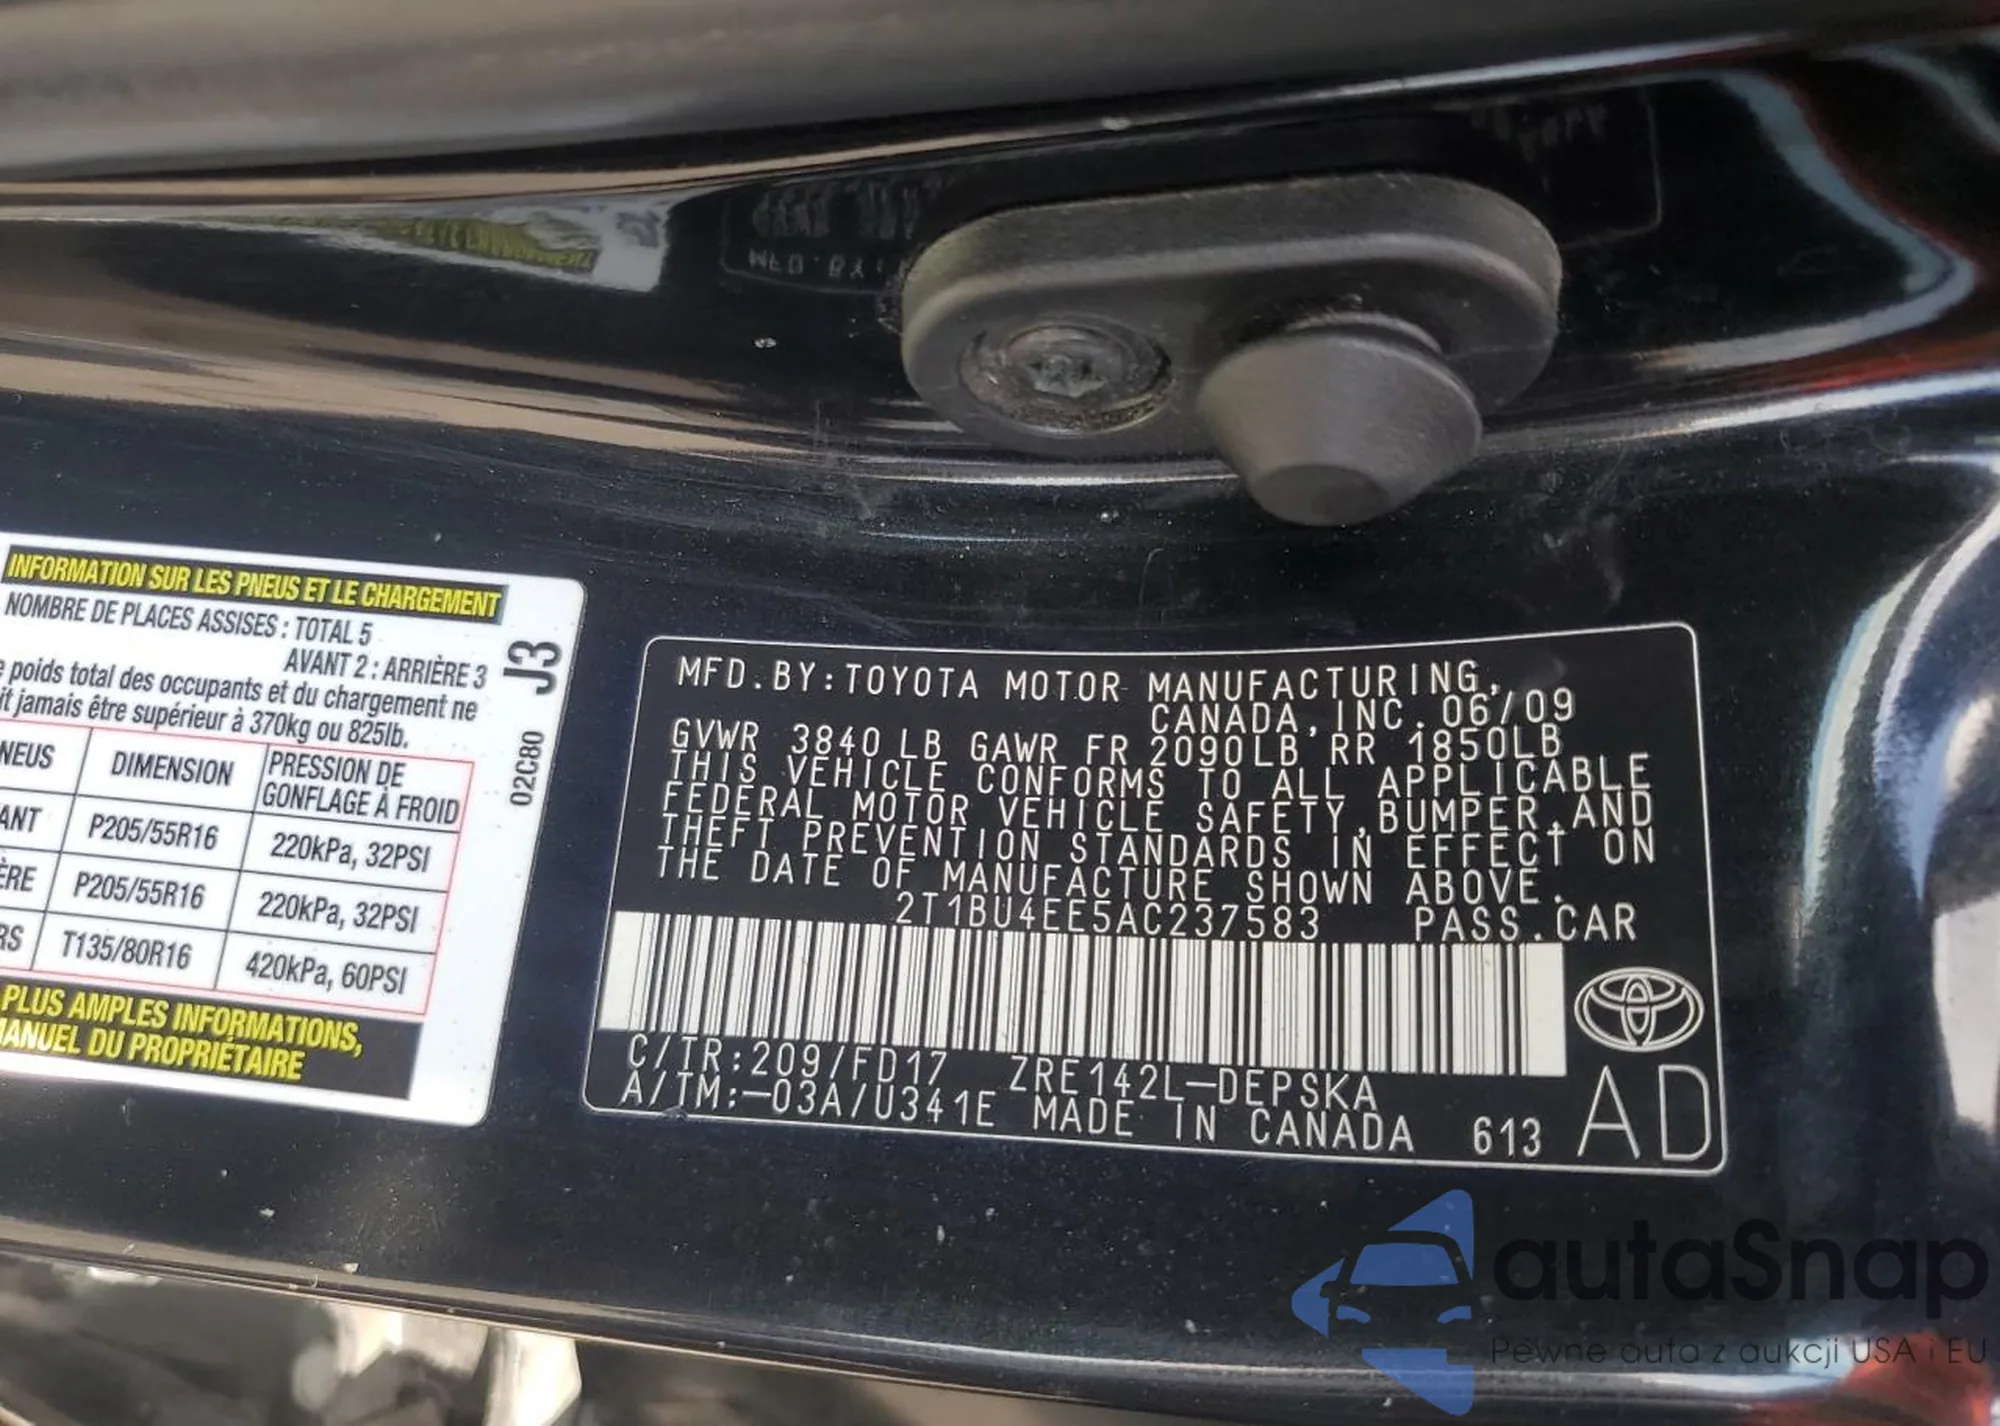 INFORMATION SUR LES PNEUS ET LE CHARGEMENT
NOMBRE DE PLACES ASSISES : TOTAL 5
AVANT 2 : ARRIÈRE 3
poids total des occupants et du chargement ne
jamais être supérieur à 370kg ou 825lb.
DIMENSION
PRESSION DE
GONFLAGE À FROID
P205/55R16
220kPa, 32PSI
P205/55R16
220kPa, 32PSI
T135/80R16
420kPa, 60PSI
PLUS AMPLES INFORMATIONS,
DU PROPRIÉTAIRE
J3
02C80
MFD.BY:TOYOTA MOTOR MANUFACTURING,
CANADA,INC. 06/09
GVWR 3840LB GAWR FR 2090LB RR 1850LB
THIS VEHICLE CONFORMS TO ALL APPLICABLE
FEDERAL MOTOR VEHICLE SAFETY,BUMPER,AND
THEFT PREVENTION STANDARDS IN EFFECT ON
THE DATE OF MANUFACTURE SHOWN ABOVE.
2T1BU4EE5AC237583 PASS.CAR
C/TR:209/FD17 ZRE142L-DEPSKA
A/TM:-03A/U341E MADE IN CANADA 613
AD
autaSnap
Pewne auta z aukcji USA i EU